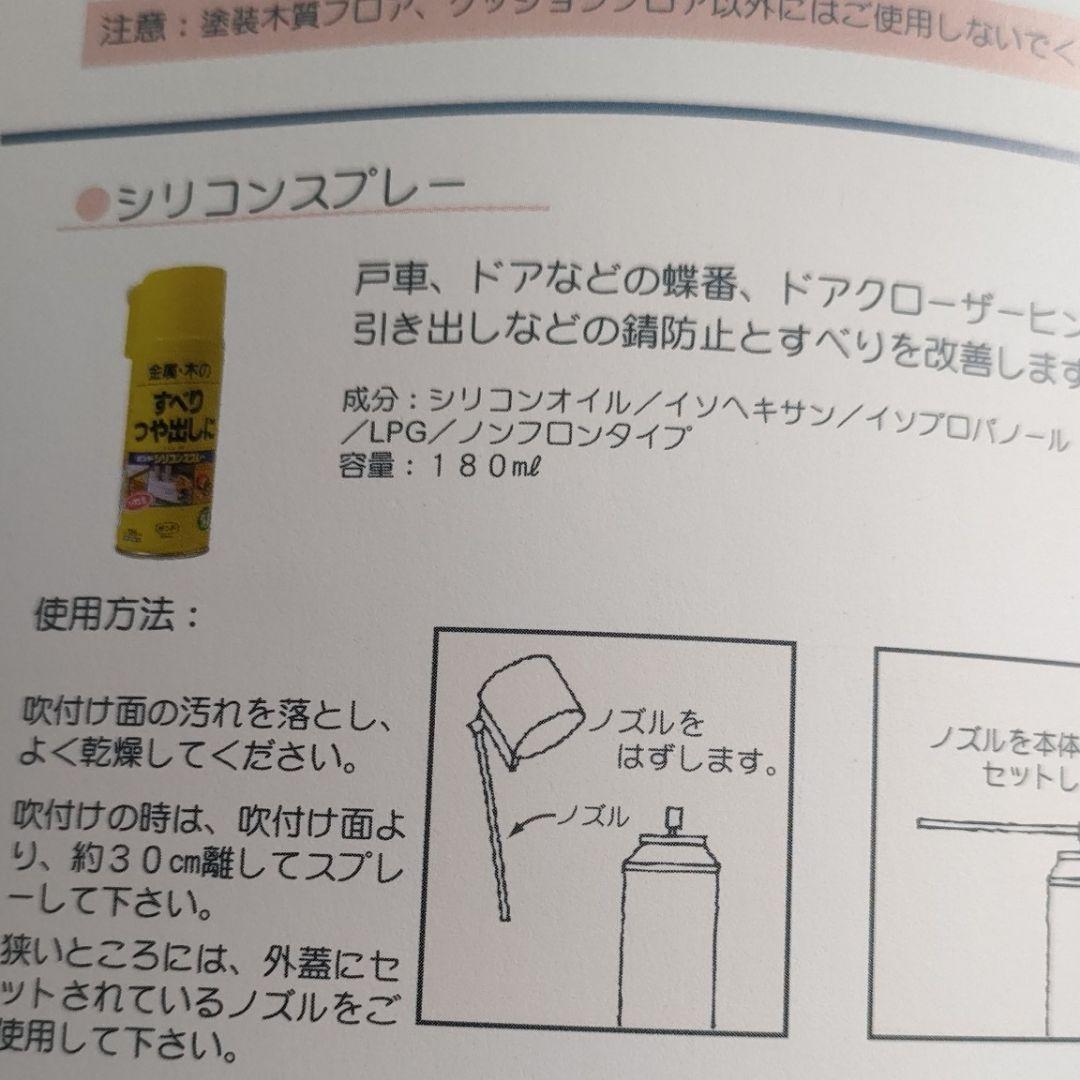 注意：塗装木質フロア、クッションフロア以外にはご使用しないでく
●シリコンスプレー
戸車、ドアなどの蝶番、ドアクローザーヒン
引き出しなどの錆防止とすべりを改善します
成分：シリコンオイル／イソヘキサン／イソプロパノール
／LPG／ノンフロンタイプ
容量：１８０㎖
金属・木の
すべり
つや出しに
シリコンスプレー
使用方法：
吹付け面の汚れを落とし、
よく乾燥してください。
吹付けの時は、吹付け面よ
り、約３０㎝離してスプレ
ーして下さい。
狭いところには、外蓋にセ
ットされているノズルをご
使用して下さい。
ノズルを
はずします。
ノズル
ノズルを本体
セットし